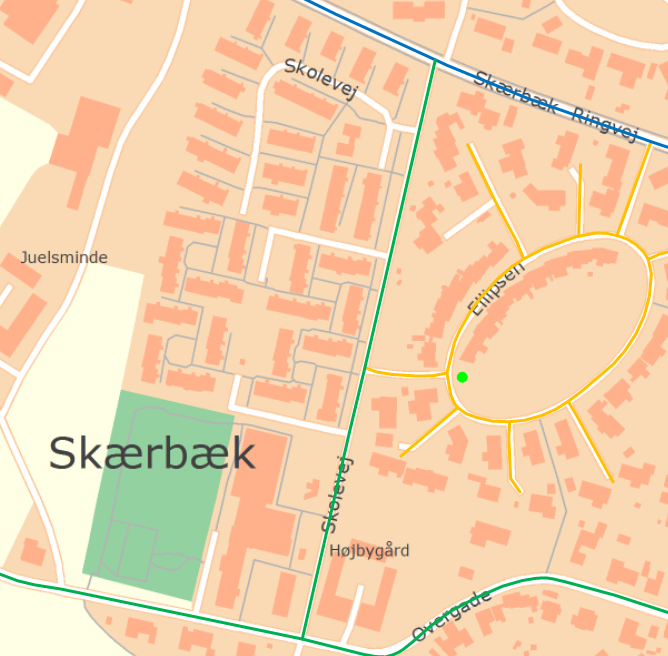 Skolevej
Skærbæk Ringvej
Juelsminde
Ellipsen
Skærbæk
Skolevej
Højbygård
Overgade